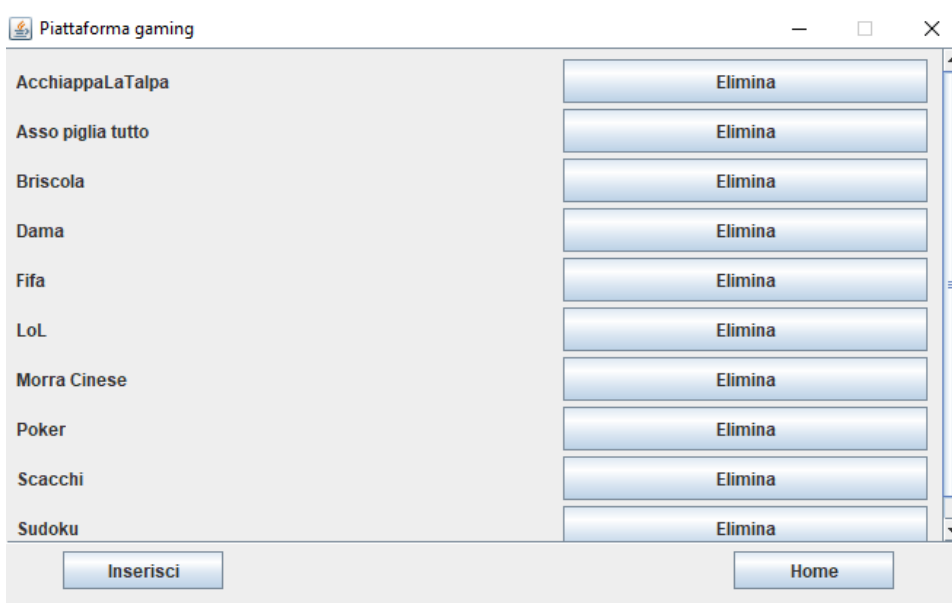 Piattaforma gaming
AcchiappaLaTalpa Elimina
Asso piglia tutto Elimina
Briscola Elimina
Dama Elimina
Fifa Elimina
LoL Elimina
Morra Cinese Elimina
Poker Elimina
Scacchi Elimina
Sudoku Elimina
Inserisci Home